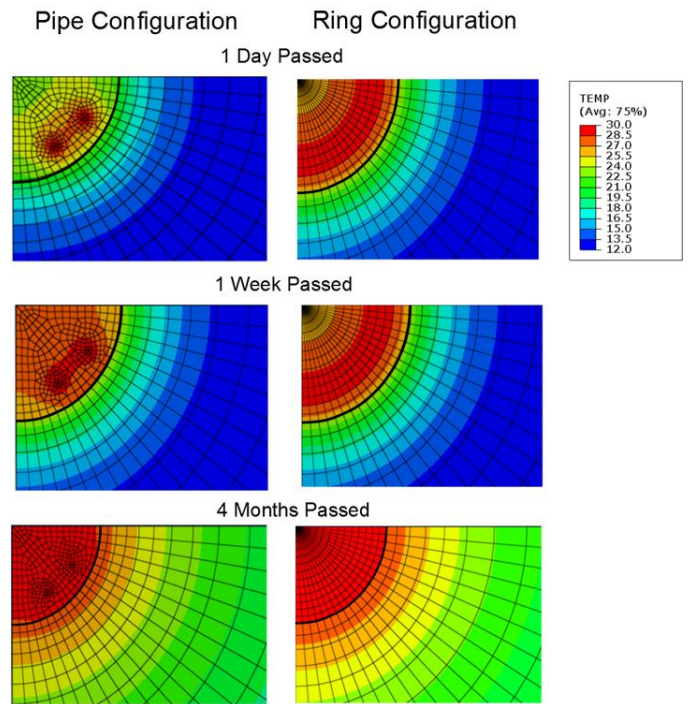 Pipe Configuration
Ring Configuration
1 Day Passed
TEMP
(Avg: 75%)
30.0
28.5
27.0
25.5
24.0
22.5
21.0
19.5
18.0
16.5
15.0
13.5
12.0
1 Week Passed
4 Months Passed